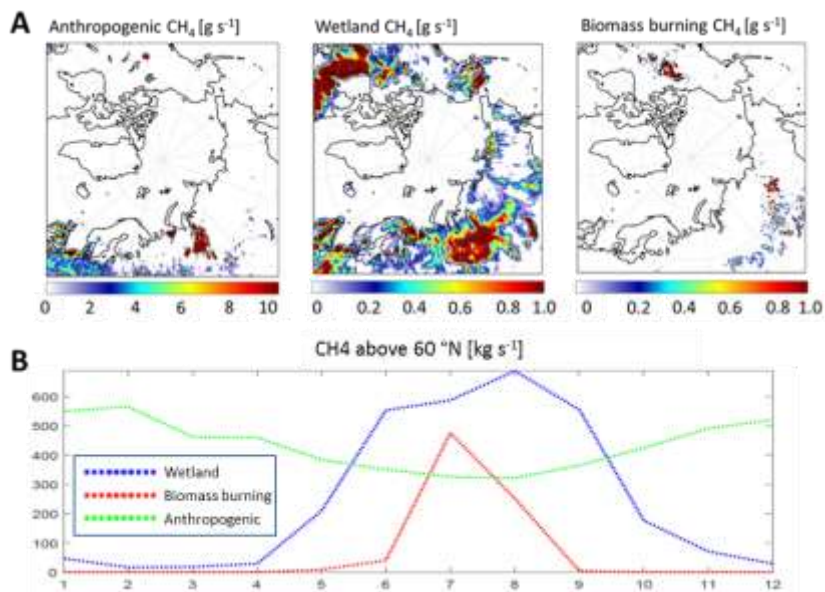 A
Anthropogenic CH₄ [g s⁻¹]
Wetland CH₄ [g s⁻¹]
Biomass burning CH₄ [g s⁻¹]
0 2 4 6 8 10
0 0.2 0.4 0.6 0.8 1.0
0 0.2 0.4 0.6 0.8 1.0
B
CH4 above 60 °N [kg s⁻¹]
600
500
400
300
200
100
0
Wetland
Biomass burning
Anthropogenic
1 2 3 4 5 6 7 8 9 10 11 12